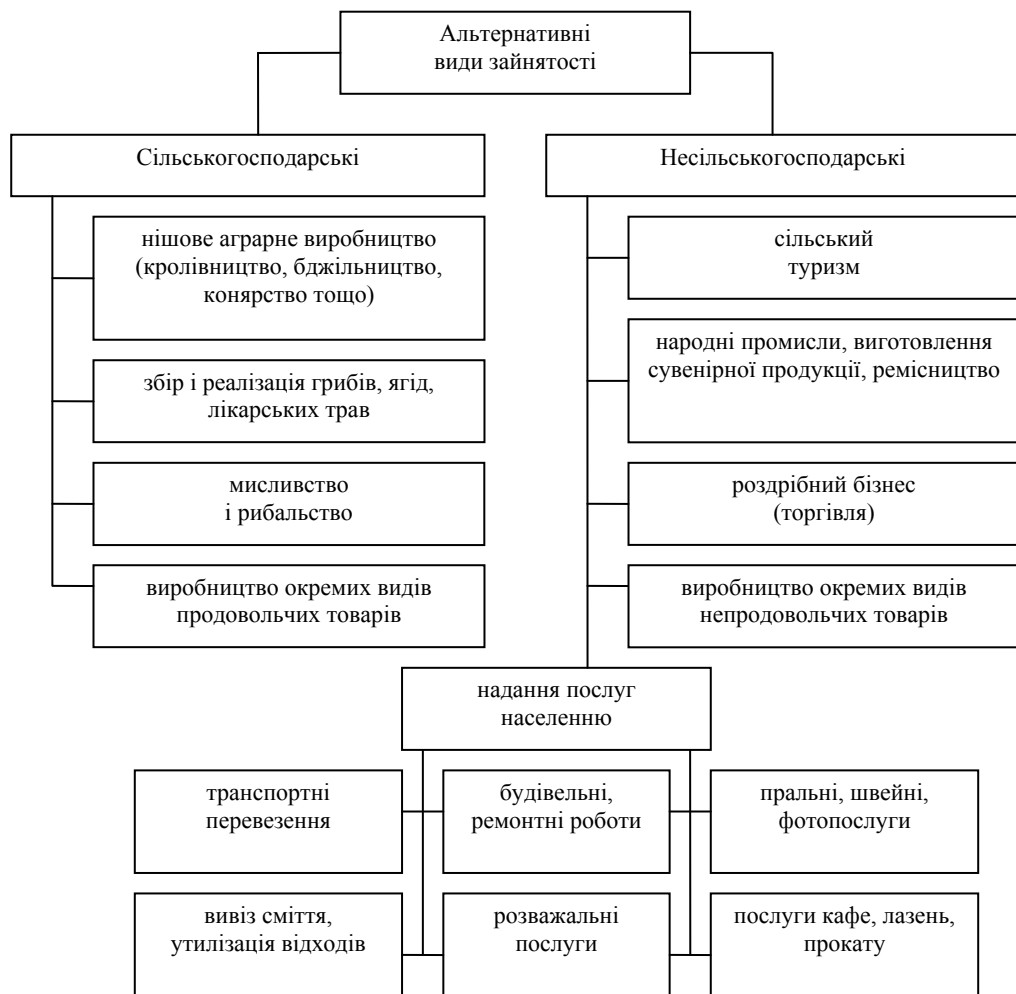 Альтернативні
види зайнятості
Сільськогосподарські
нішове аграрне виробництво
(кролівництво, бджільництво,
конярство тощо)
збір і реалізація грибів, ягід,
лікарських трав
мисливство
і рибальство
виробництво окремих видів
продовольчих товарів
Несільськогосподарські
сільський
туризм
народні промисли, виготовлення
сувенірної продукції, ремісництво
роздрібний бізнес
(торгівля)
виробництво окремих видів
непродовольчих товарів
надання послуг
населенню
транспортні
перевезення
будівельні,
ремонтні роботи
пральні, швейні,
фотопослуги
вивіз сміття,
утилізація відходів
розважальні
послуги
послуги кафе, лазень,
прокату